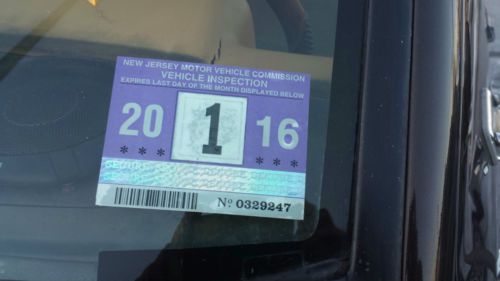 NEW JERSEY MOTOR VEHICLE COMMISSION
VEHICLE INSPECTION
EXPIRES LAST DAY OF THE MONTH DISPLAYED BELOW
20 1 16
* * * * * *
Nº 0329247